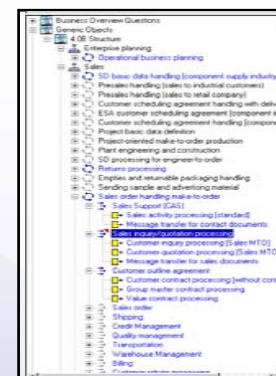 Business Overview Questions
Generic Objects
4.0B Structure
Enterprise planning
Operational business planning
Sales
SD basic data handling [component supply industry
Presales handling [sales to industrial customers]
Presales handling [sales to retail company]
Customer scheduling agreement handling with deliv
ESA customer scheduling agreement [component s
Customer scheduling agreement handling [compon
Project basic data definition
Project-oriented make-to-order production
Plant engineering and construction
SD processing for engineer-to-order
Returns processing
Empties and returnable packaging handling
Sending sample and advertising material
Sales order handling make-to-order
Sales Support [CAS]
Sales activity processing [standard]
Message transfer for contact documents
Sales inquiry/quotation processing
Customer inquiry processing [Sales MTO]
Customer quotation processing [Sales MTO
Message transfer for sales documents
Customer outline agreement
Customer contract processing [without cont
Group master contract processing
Value contract processing
Sales order
Shipping
Credit Management
Quality management
Transportation
Warehouse Management
Billing